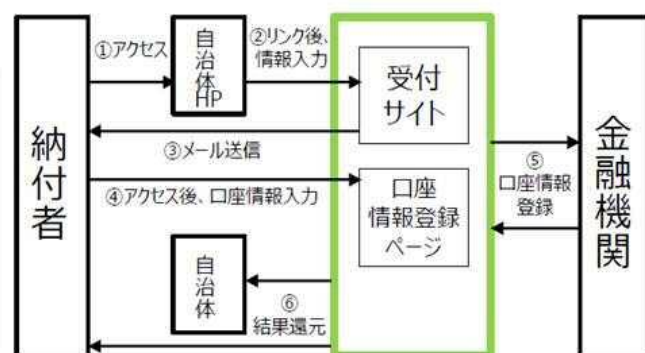 納付者
①アクセス
自治体
HP
②リンク後、
情報入力
受付
サイト
③メール送信
④アクセス後、口座情報入力
口座
情報登録
ページ
⑤
口座情報
登録
金融機関
自治体
⑥
結果還元